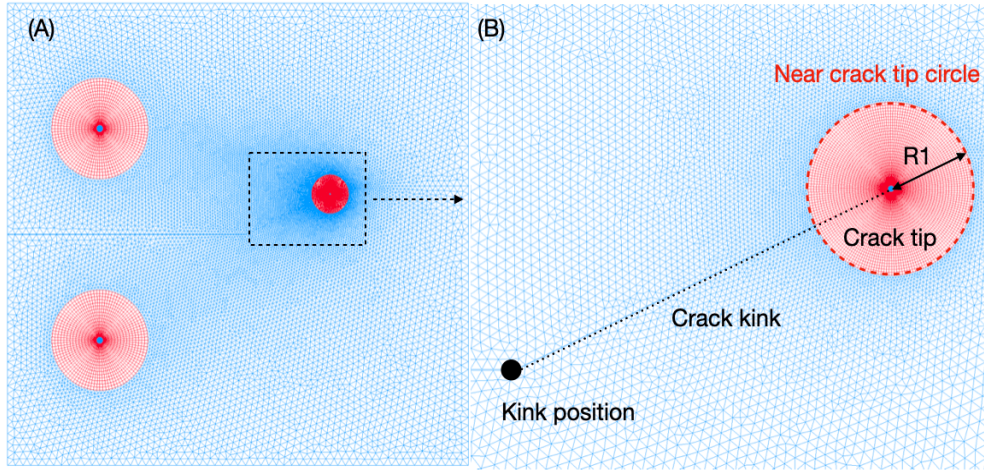 (A)
(B)
Near crack tip circle
R1
Crack tip
Crack kink
Kink position